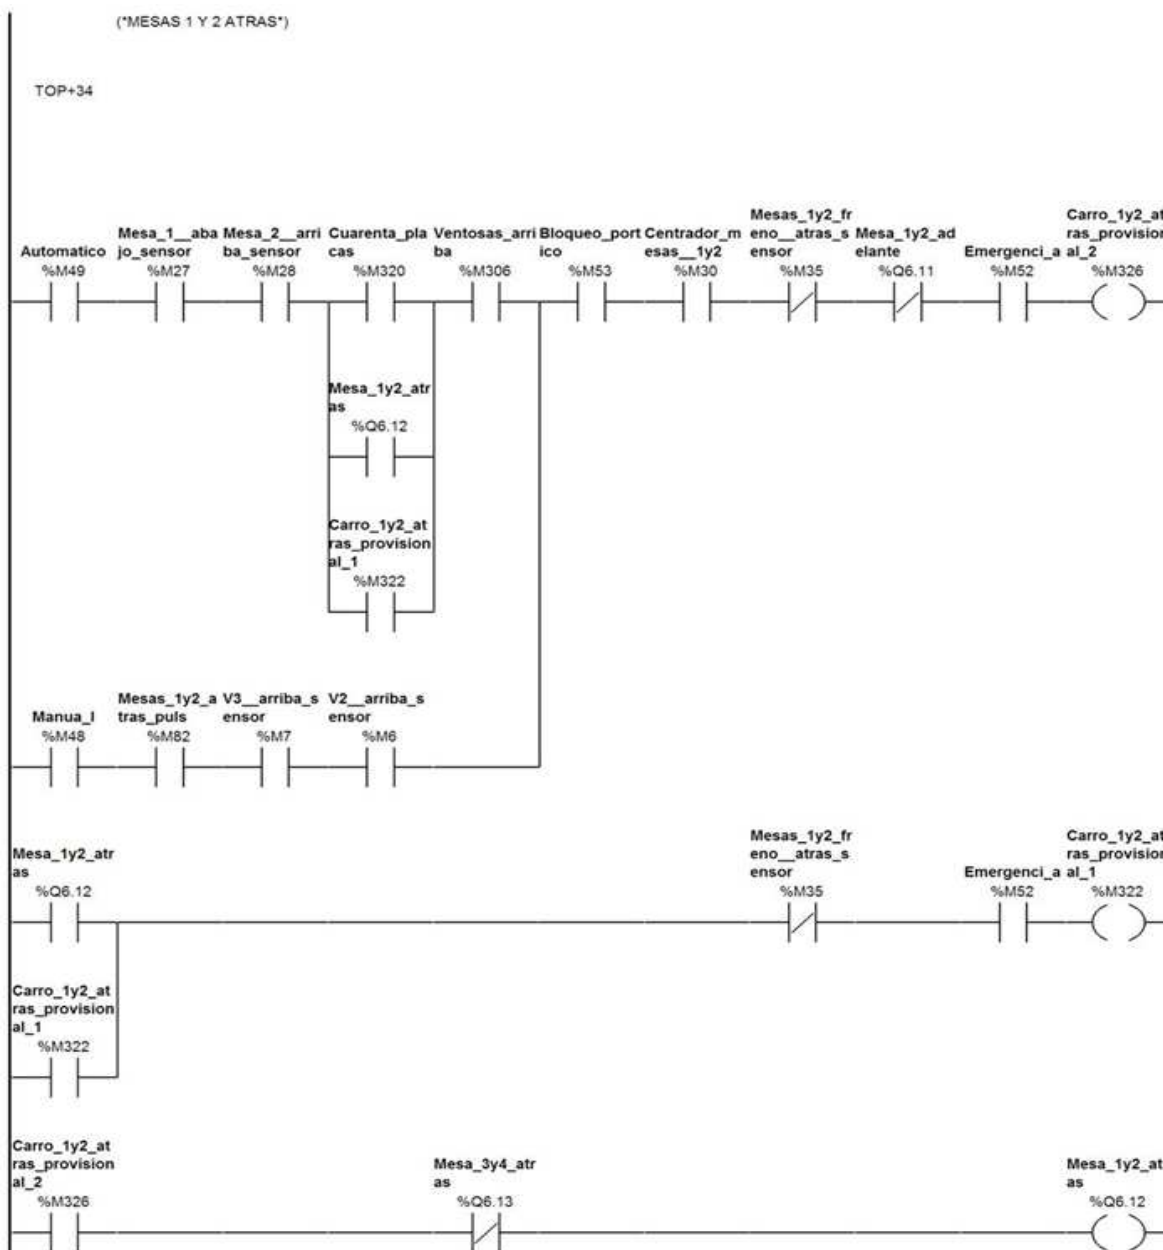 (*MESAS 1 Y 2 ATRAS*)
TOP+34
Mesas_1y2_fr
Carro_1y2_at
Mesa_1__aba
Mesa_2__arri
Cuarenta_pla
Ventosas_arri
Bloqueo_port
Centrador_m
eno__atras_s
Mesa_1y2_ad
ras_provision
Automatico
jo_sensor
ba_sensor
cas
ba
ico
esas__1y2
ensor
elante
Emergenci_a
al_2
%M49
%M27
%M28
%M320
%M306
%M53
%M30
%M35
%Q6.11
%M52
%M326
Mesa_1y2_atr
as
%Q6.12
Carro_1y2_at
ras_provision
al_1
%M322
Mesas_1y2_a
V3__arriba_s
V2__arriba_s
Manua_l
tras_puls
ensor
ensor
%M48
%M82
%M7
%M6
Mesas_1y2_fr
Carro_1y2_at
Mesa_1y2_atr
eno__atras_s
ras_provision
as
ensor
Emergenci_a
al_1
%Q6.12
%M35
%M52
%M322
Carro_1y2_at
ras_provision
al_1
%M322
Carro_1y2_at
ras_provision
Mesa_3y4_atr
Mesa_1y2_at
al_2
as
as
%M326
%Q6.13
%Q6.12